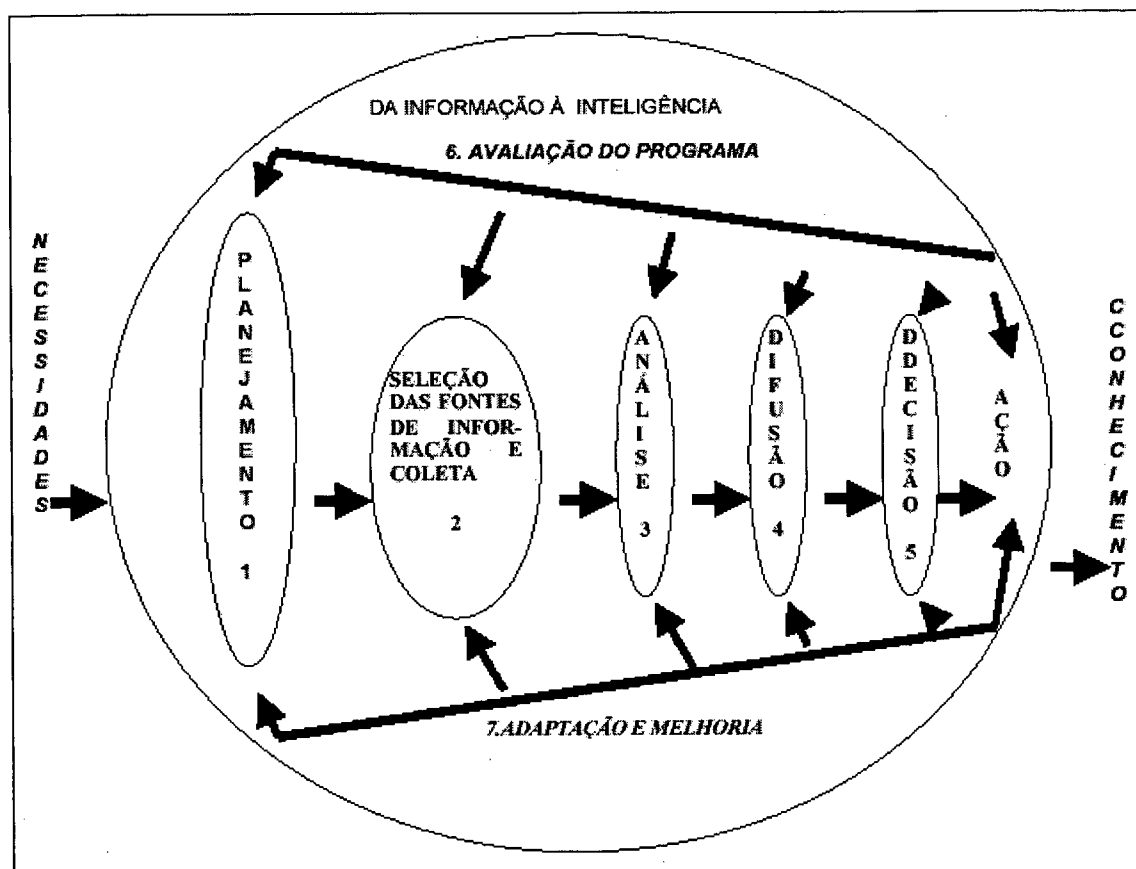 DA INFORMAÇÃO À INTELIGÊNCIA
6. AVALIAÇÃO DO PROGRAMA
NECESSIDADES
PLANEJAMENTO 1
SELEÇÃO
DAS FONTES
DE INFOR-
MAÇÃO E
COLETA
2
ANÁLISE 3
DIFUSÃO 4
DDECISÃO 5
AÇÃO
CCONHECIMENTO
7.ADAPTAÇÃO E MELHORIA